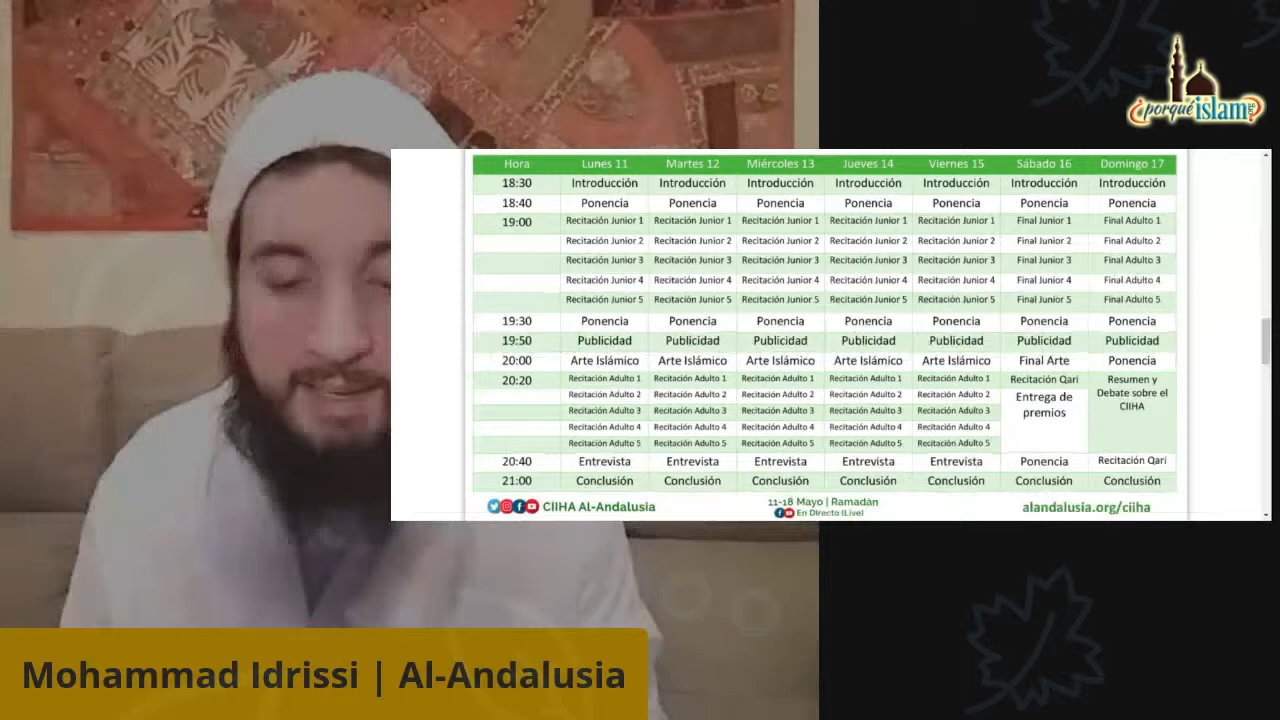 ¿porqué islam?
Hora Lunes 11 Martes 12 Miércoles 13 Jueves 14 Viernes 15 Sábado 16 Domingo 17
18:30 Introducción Introducción Introducción Introducción Introducción Introducción Introducción
18:40 Ponencia Ponencia Ponencia Ponencia Ponencia Ponencia Ponencia
19:00 Recitación Junior 1 Recitación Junior 1 Recitación Junior 1 Recitación Junior 1 Recitación Junior 1 Final Junior 1 Final Adulto 1
Recitación Junior 2 Recitación Junior 2 Recitación Junior 2 Recitación Junior 2 Recitación Junior 2 Final Junior 2 Final Adulto 2
Recitación Junior 3 Recitación Junior 3 Recitación Junior 3 Recitación Junior 3 Recitación Junior 3 Final Junior 3 Final Adulto 3
Recitación Junior 4 Recitación Junior 4 Recitación Junior 4 Recitación Junior 4 Recitación Junior 4 Final Junior 4 Final Adulto 4
Recitación Junior 5 Recitación Junior 5 Recitación Junior 5 Recitación Junior 5 Recitación Junior 5 Final Junior 5 Final Adulto 5
19:30 Ponencia Ponencia Ponencia Ponencia Ponencia Ponencia Ponencia
19:50 Publicidad Publicidad Publicidad Publicidad Publicidad Publicidad Publicidad
20:00 Arte Islámico Arte Islámico Arte Islámico Arte Islámico Arte Islámico Final Arte Ponencia
20:20 Recitación Adulto 1 Recitación Adulto 1 Recitación Adulto 1 Recitación Adulto 1 Recitación Adulto 1 Recitación Qari Resumen y
Recitación Adulto 2 Recitación Adulto 2 Recitación Adulto 2 Recitación Adulto 2 Recitación Adulto 2 Entrega de Debate sobre el
Recitación Adulto 3 Recitación Adulto 3 Recitación Adulto 3 Recitación Adulto 3 Recitación Adulto 3 premios CIIHA
Recitación Adulto 4 Recitación Adulto 4 Recitación Adulto 4 Recitación Adulto 4 Recitación Adulto 4
Recitación Adulto 5 Recitación Adulto 5 Recitación Adulto 5 Recitación Adulto 5 Recitación Adulto 5
20:40 Entrevista Entrevista Entrevista Entrevista Entrevista Ponencia Recitación Qari
21:00 Conclusión Conclusión Conclusión Conclusión Conclusión Conclusión Conclusión
CIIHA Al-Andalusia 11-18 Mayo | Ramadán alandalusia.org/ciiha
En Directo (Live)
Mohammad Idrissi | Al-Andalusia